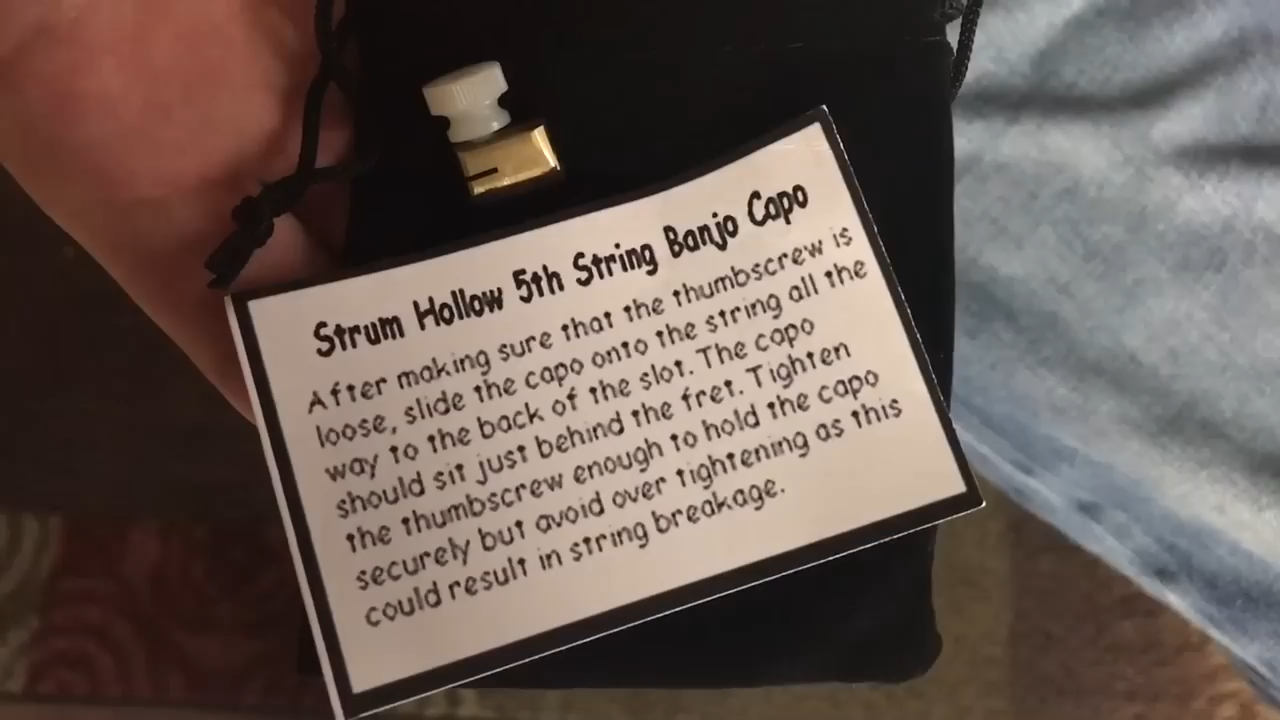 Strum Hollow 5th String Banjo Capo
After making sure that the thumbscrew is
loose, slide the capo onto the string all the
way to the back of the slot. The capo
should sit just behind the fret. Tighten
the thumbscrew enough to hold the capo
securely but avoid over tightening as this
could result in string breakage.